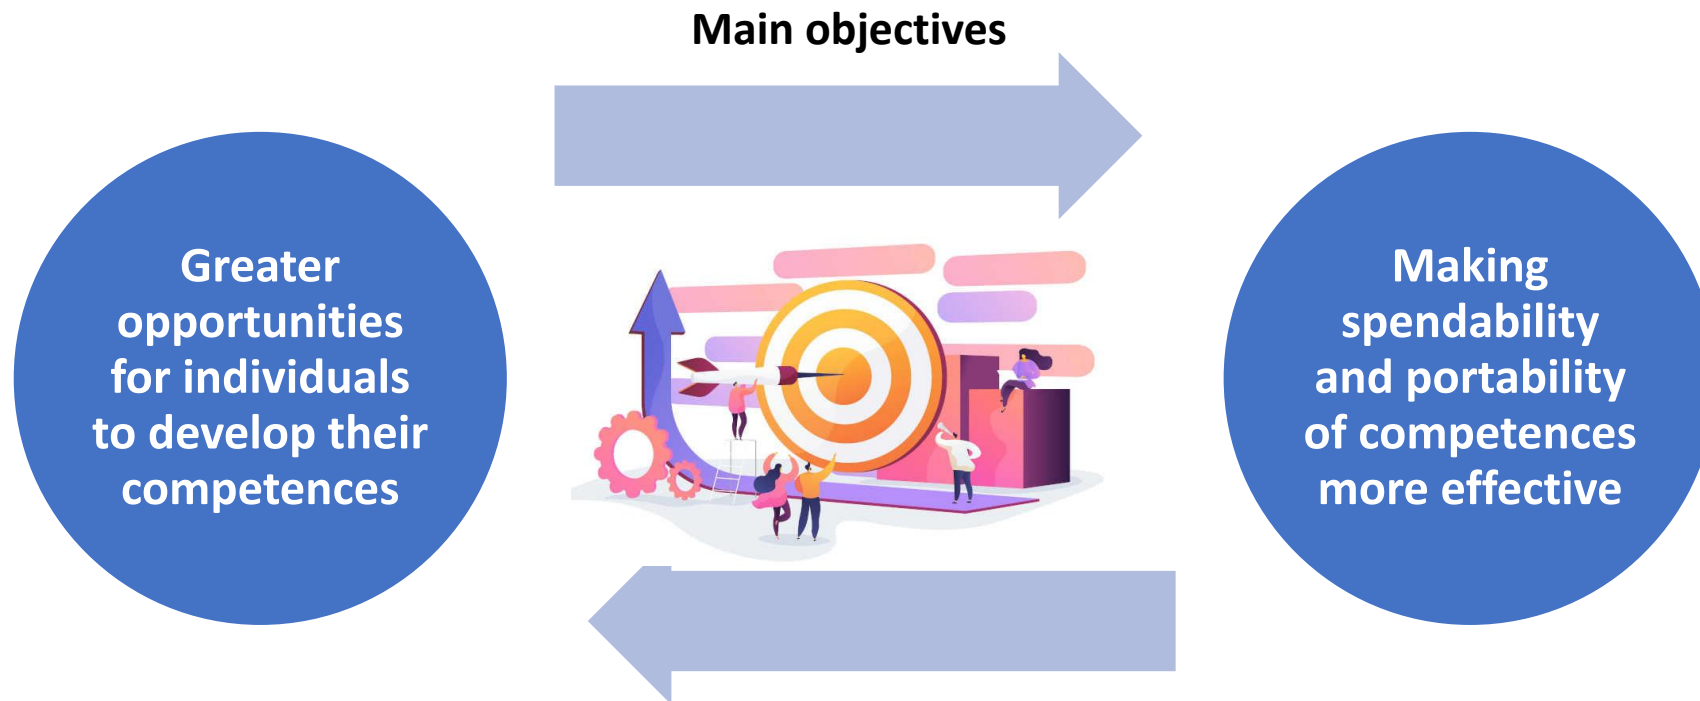 Main objectives
Greater
opportunities
for individuals
to develop their
competences
Making
spendability
and portability
of competences
more effective